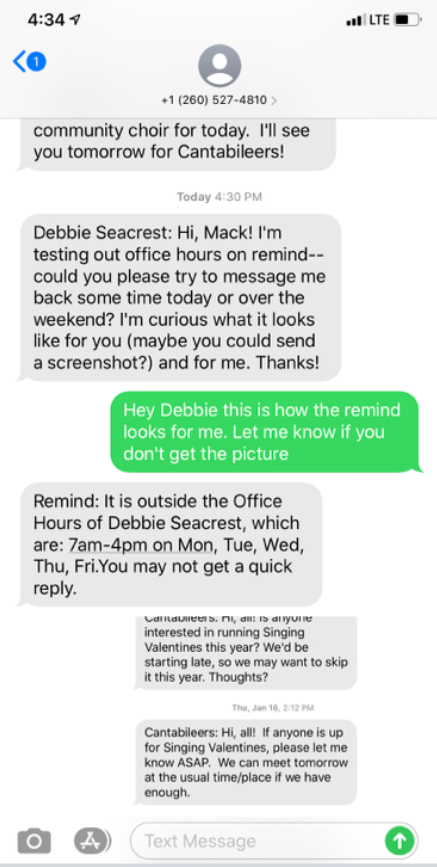 4:34
LTE
1
+1 (260) 527-4810 >
community choir for today.  I'll see
you tomorrow for Cantabileers!
Today 4:30 PM
Debbie Seacrest: Hi, Mack! I'm
testing out office hours on remind--
could you please try to message me
back some time today or over the
weekend? I'm curious what it looks
like for you (maybe you could send
a screenshot?) and for me. Thanks!
Hey Debbie this is how the remind
looks for me. Let me know if you
don't get the picture
Remind: It is outside the Office
Hours of Debbie Seacrest, which
are: 7am-4pm on Mon, Tue, Wed,
Thu, Fri.You may not get a quick
reply.
Cantabileers: Hi, all! Is anyone
interested in running Singing
Valentines this year? We'd be
starting late, so we may want to skip
it this year. Thoughts?
Thu, Jan 16, 2:12 PM
Cantabileers: Hi, all!  If anyone is up
for Singing Valentines, please let me
know ASAP.  We can meet tomorrow
at the usual time/place if we have
enough.
Text Message